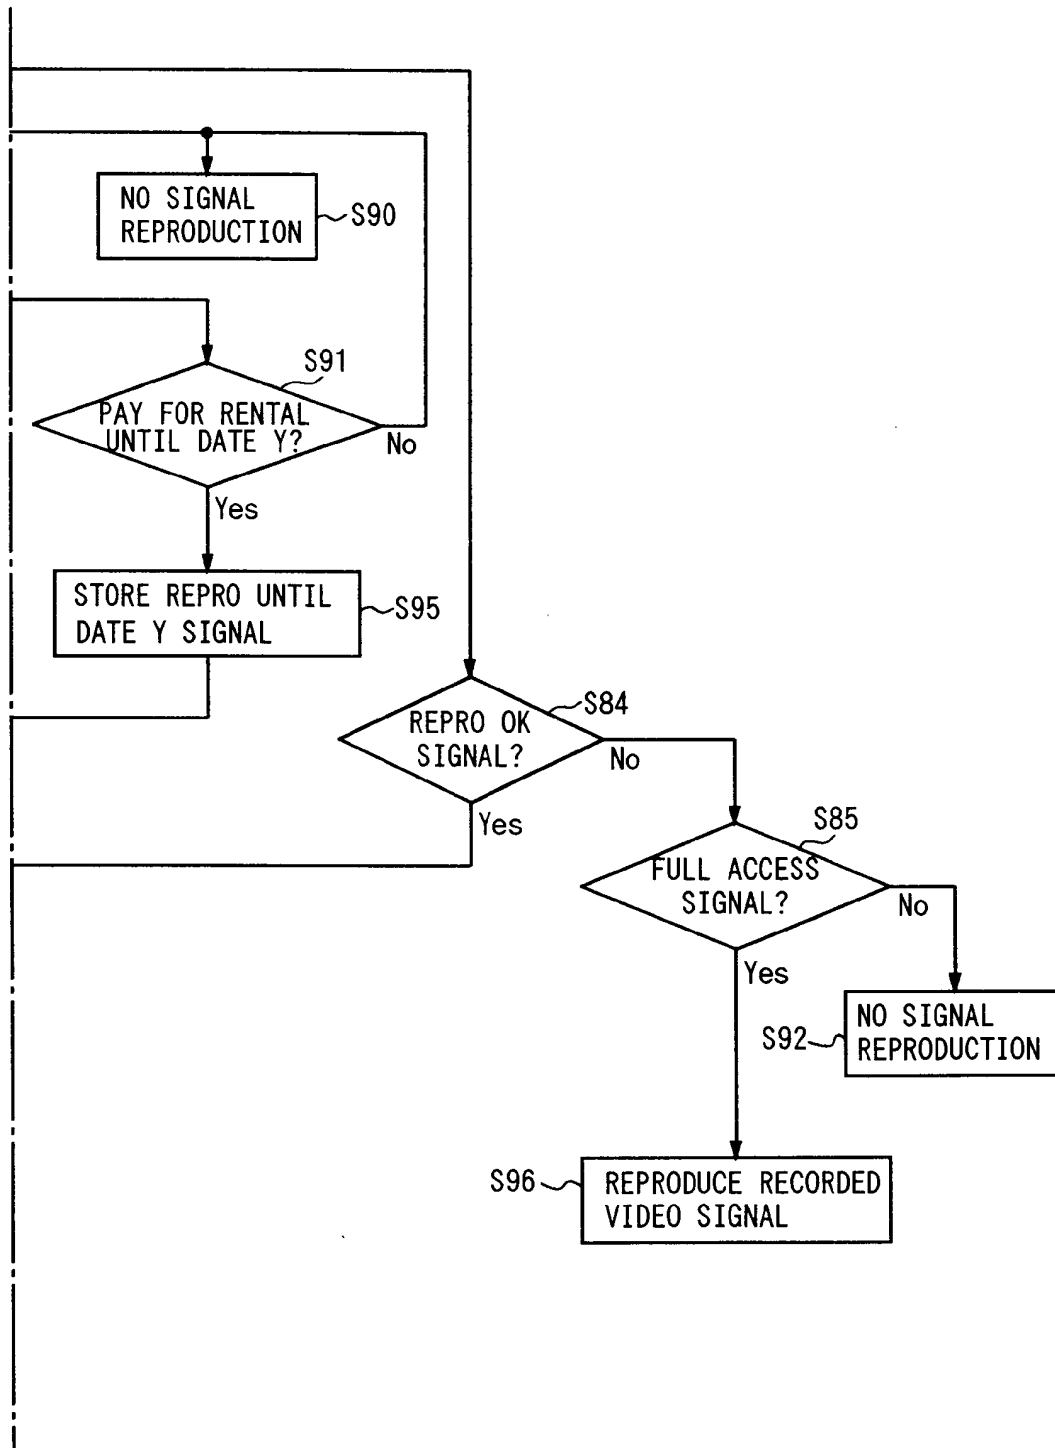 NO SIGNAL
REPRODUCTION
S90
S91
PAY FOR RENTAL
UNTIL DATE Y?
No
Yes
STORE REPRO UNTIL
DATE Y SIGNAL
S95
S84
REPRO OK
SIGNAL?
No
Yes
S85
FULL ACCESS
SIGNAL?
No
Yes
S92
NO SIGNAL
REPRODUCTION
S96
REPRODUCE RECORDED
VIDEO SIGNAL